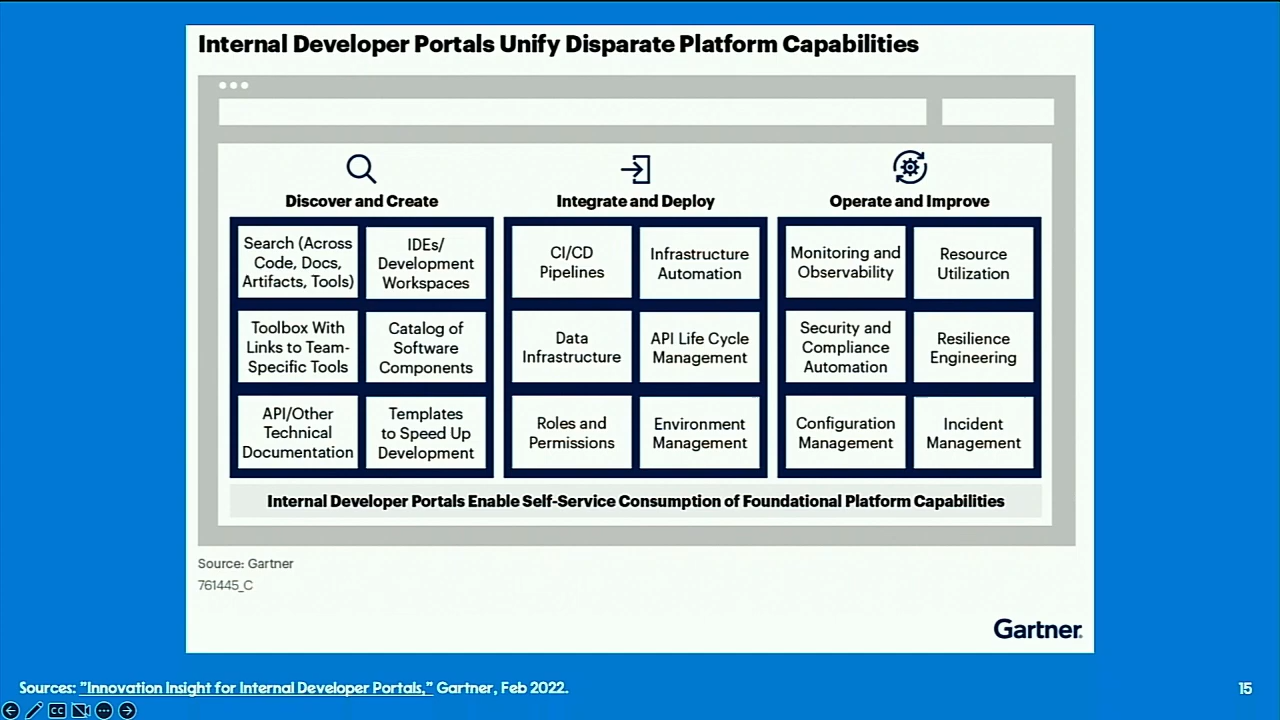 Internal Developer Portals Unify Disparate Platform Capabilities
Discover and Create
Search (Across
Code, Docs,
Artifacts, Tools)
IDEs/
Development
Workspaces
Toolbox With
Links to Team-
Specific Tools
Catalog of
Software
Components
API/Other
Technical
Documentation
Templates
to Speed Up
Development
Integrate and Deploy
CI/CD
Pipelines
Infrastructure
Automation
Data
Infrastructure
API Life Cycle
Management
Roles and
Permissions
Environment
Management
Operate and Improve
Monitoring and
Observability
Resource
Utilization
Security and
Compliance
Automation
Resilience
Engineering
Configuration
Management
Incident
Management
Internal Developer Portals Enable Self-Service Consumption of Foundational Platform Capabilities
Source: Gartner
761445_C
Gartner
Sources: "Innovation Insight for Internal Developer Portals," Gartner, Feb 2022.
15
CC